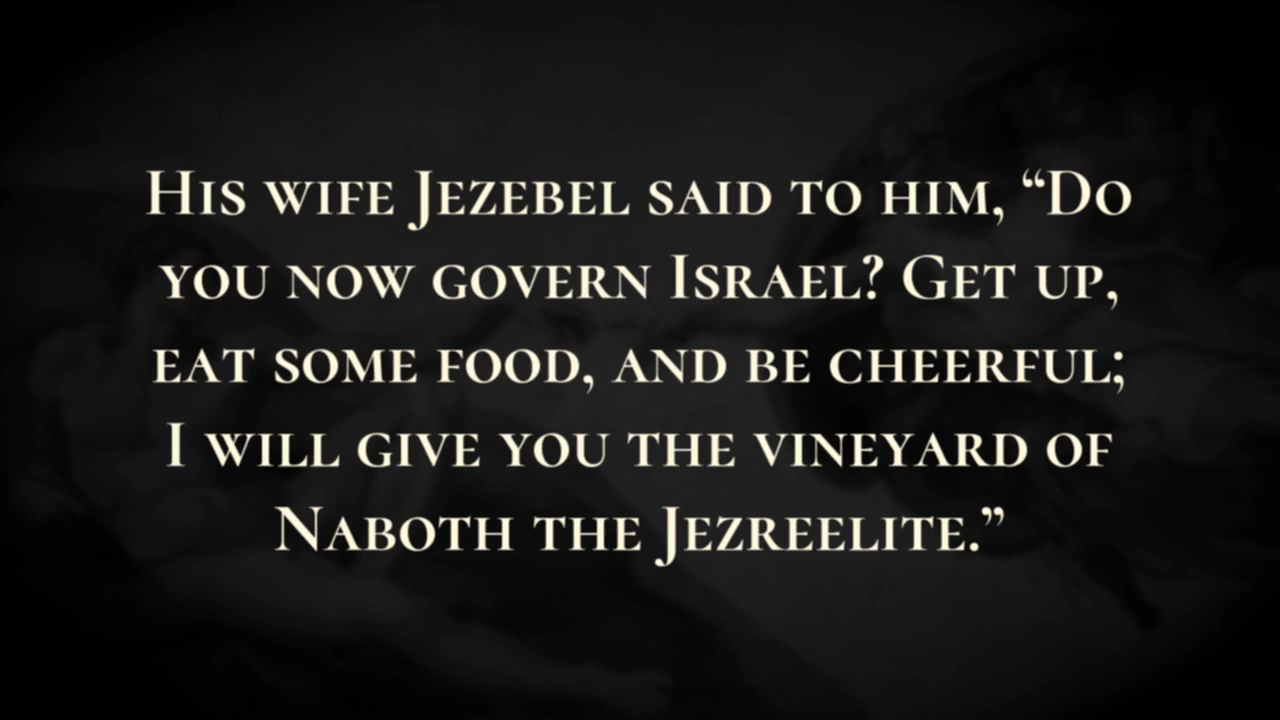 His wife Jezebel said to him, “Do
you now govern Israel? Get up,
eat some food, and be cheerful;
I will give you the vineyard of
Naboth the Jezreelite.”